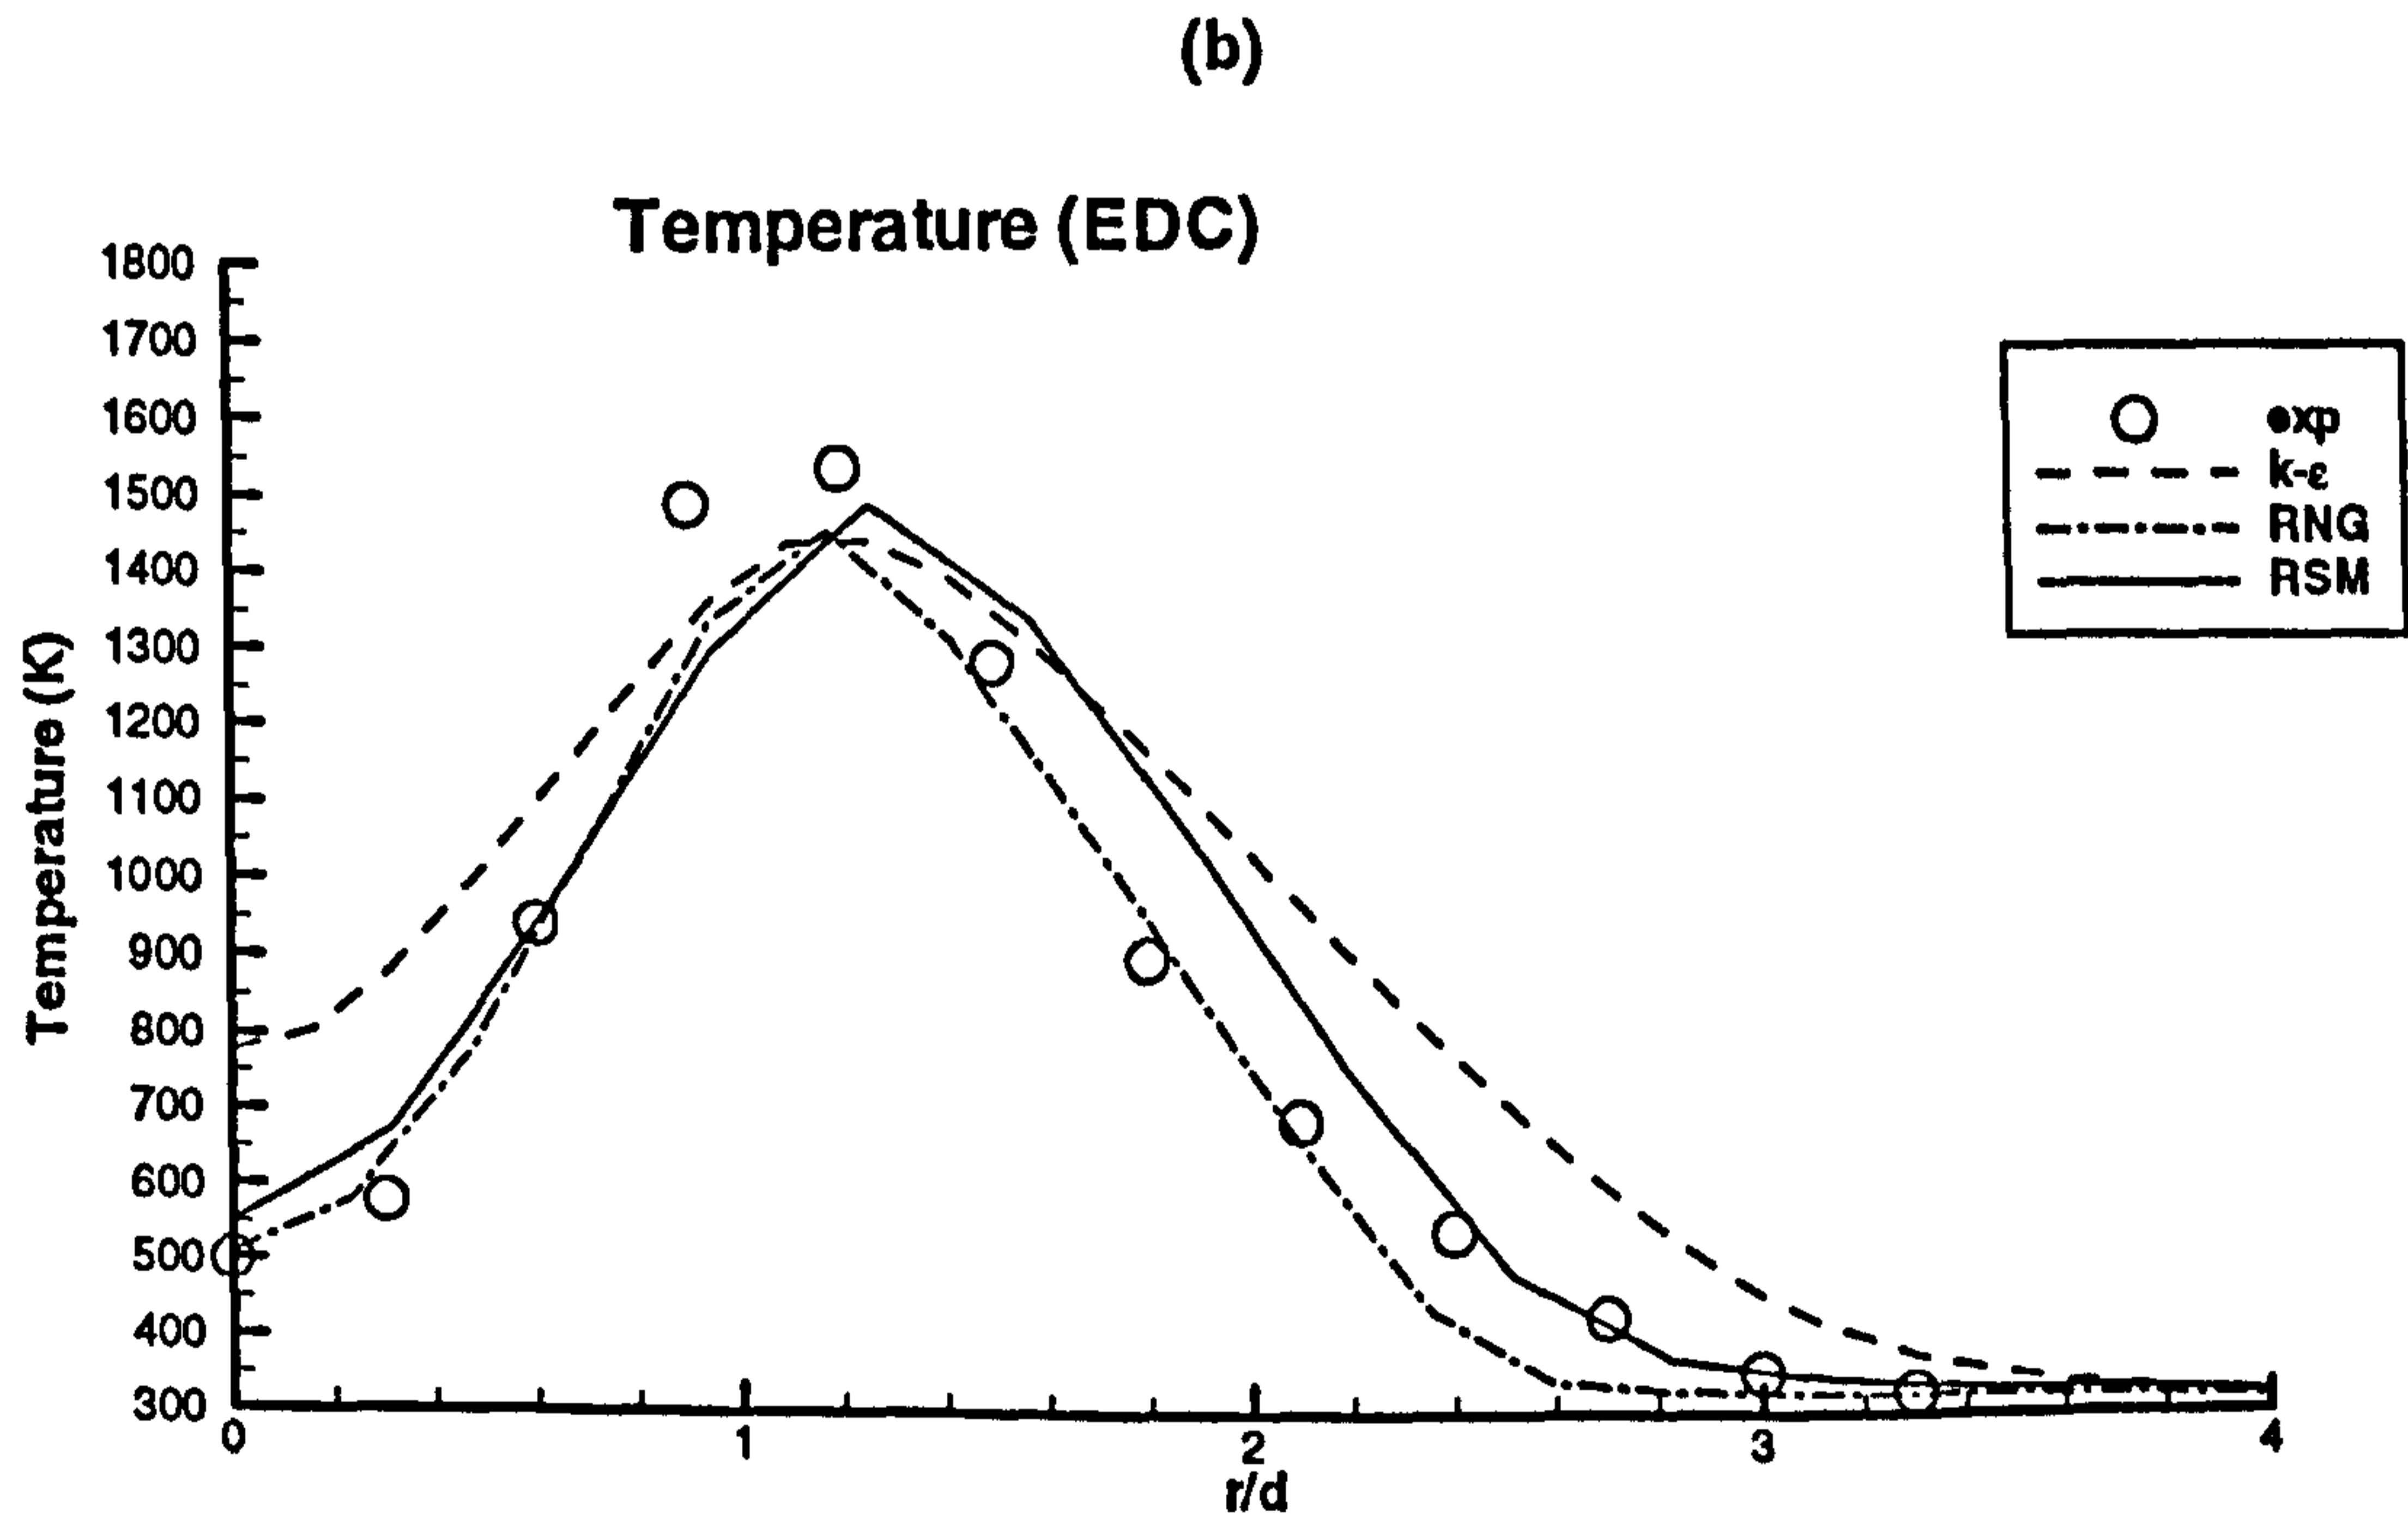 (b)
Temperature (EDC)
1800
1700
1600
1500
1400
1300
1200
1100
1000
900
800
700
600
500
400
300
Temperature (K)
0 1 2 3 4
r/d
exp
k-ε
RNG
RSM